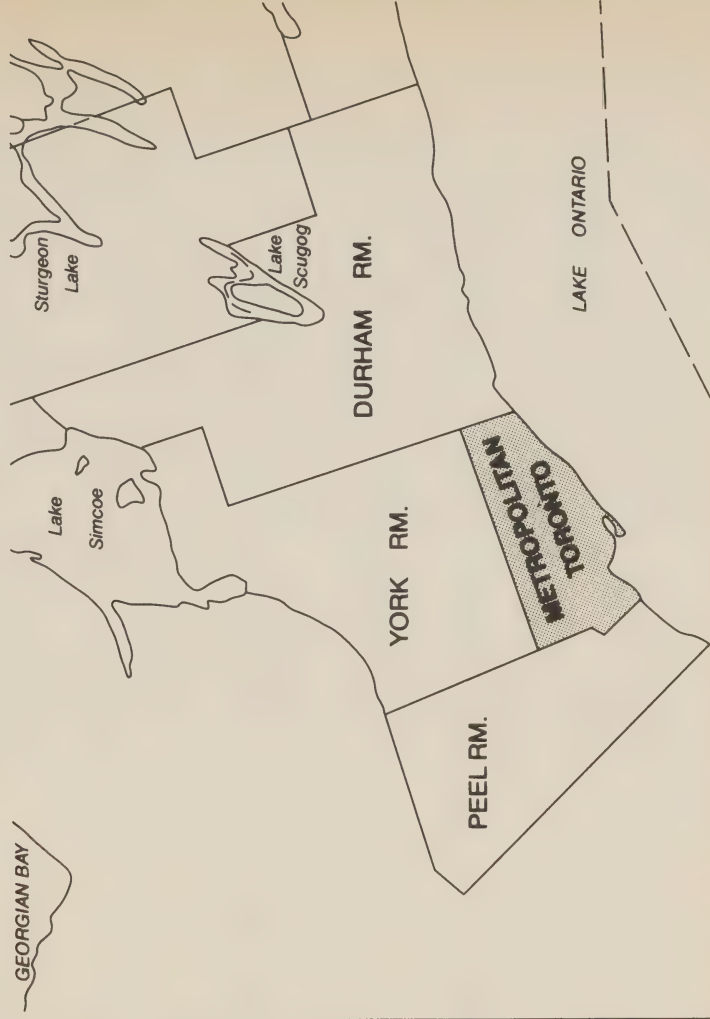 GEORGIAN BAY
Lake
Simcoe
Sturgeon
Lake
Lake
Scugog
PEEL RM.
YORK RM.
DURHAM RM.
METROPOLITAN
TORONTO
LAKE ONTARIO